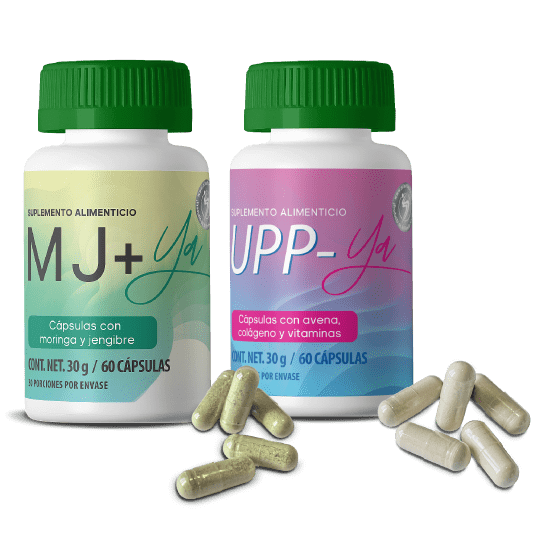 SUPLEMENTO ALIMENTICIO
MJ+ Ya
Cápsulas con
moringa y jengibre
CONT. NET. 30 g / 60 CÁPSULAS
30 PORCIONES POR ENVASE
SUPLEMENTO ALIMENTICIO
UPP- Ya
Cápsulas con avena,
colágeno y vitaminas
CONT. NET. 30 g / 60 CÁPSULAS
POR ENVASE